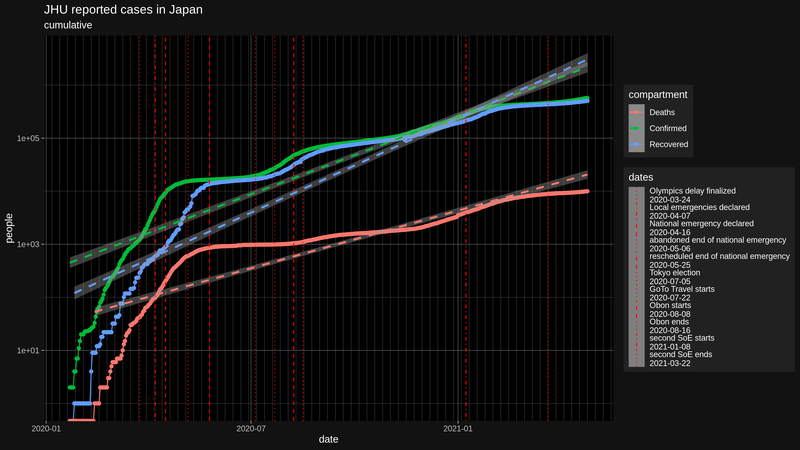 JHU reported cases in Japan
cumulative
people
1e+05
1e+03
1e+01
2020-01
2020-07
2021-01
date
compartment
Deaths
Confirmed
Recovered
dates
Olympics delay finalized
2020-03-24
Local emergencies declared
2020-04-07
National emergency declared
2020-04-16
abandoned end of national emergency
2020-05-06
rescheduled end of national emergency
2020-05-25
Tokyo election
2020-07-05
GoTo Travel starts
2020-07-22
Obon starts
2020-08-08
Obon ends
2020-08-16
second SoE starts
2021-01-08
second SoE ends
2021-03-22